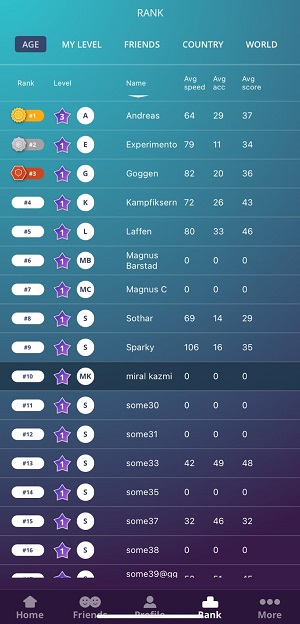 RANK
AGE MY LEVEL FRIENDS COUNTRY WORLD
Rank Level Name Avg speed Avg acc Avg score
#1 3 A Andreas 64 29 37
#2 1 E Experimento 79 11 34
#3 1 G Goggen 82 20 36
#4 1 K Kampfiksern 72 26 43
#5 1 L Laffen 80 33 46
#6 1 MB Magnus Barstad 0 0 0
#7 1 MC Magnus C 0 0 0
#8 1 S Sothar 69 14 29
#9 1 S Sparky 106 16 35
#10 1 MK miral kazmi 0 0 0
#11 1 S some30 0 0 0
#12 1 S some31 0 0 0
#13 1 S some33 42 49 48
#14 1 S some35 0 0 0
#15 1 S some37 32 46 32
#16 1 S some38 0 0 0
some39@gg
Home Friends Profile Rank More